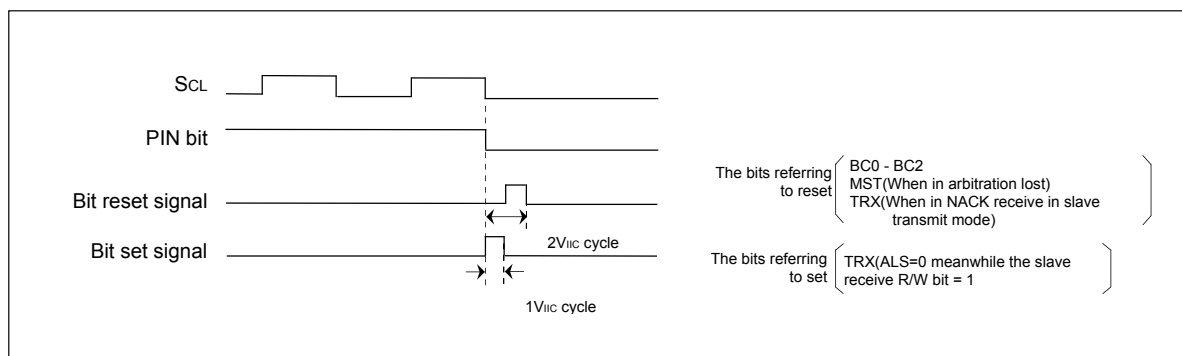 SCL
PIN bit
Bit reset signal
Bit set signal
2VIIC cycle
1VIIC cycle
The bits referring
to reset
BC0 - BC2
MST(When in arbitration lost)
TRX(When in NACK receive in slave
transmit mode)
The bits referring
to set
TRX(ALS=0 meanwhile the slave
receive R/W bit = 1